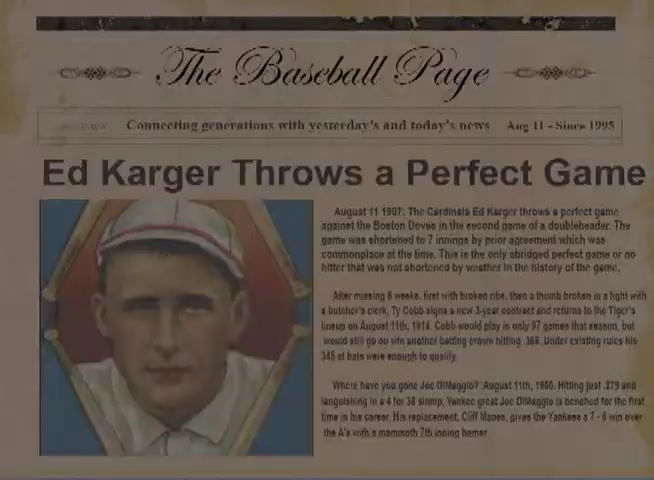 The Baseball Page
Connecting generations with yesterday's and today's news Aug 11 - Since 1995
Ed Karger Throws a Perfect Game
August 11 1907: The Cardinals Ed Karger throws a perfect game
against the Boston Doves in the second game of a doubleheader. The
game was shortened to 7 innings by prior agreement which was
commonplace at the time. This is the only abridged perfect game or no
hitter that was not shortened by weather in the history of the game.
After missing 6 weeks, first with broken ribs, then a thumb broken in a fight with
a butcher's clerk, Ty Cobb signs a new 3-year contract and returns to the Tiger's
lineup on August 11th, 1914. Cobb would play in only 97 games that season, but
would still go on win another batting crown hitting .368. Under existing rules his
345 at bats were enough to qualify.
Where have you gone Joe DiMaggio? August 11th, 1950. Hitting just .279 and
languishing in a 4 for 38 slump, Yankee great Joe DiMaggio is benched for the first
time in his career. His replacement, Cliff Mapes, gives the Yankees a 7 - 6 win over
the A's with a mammoth 7th inning homer